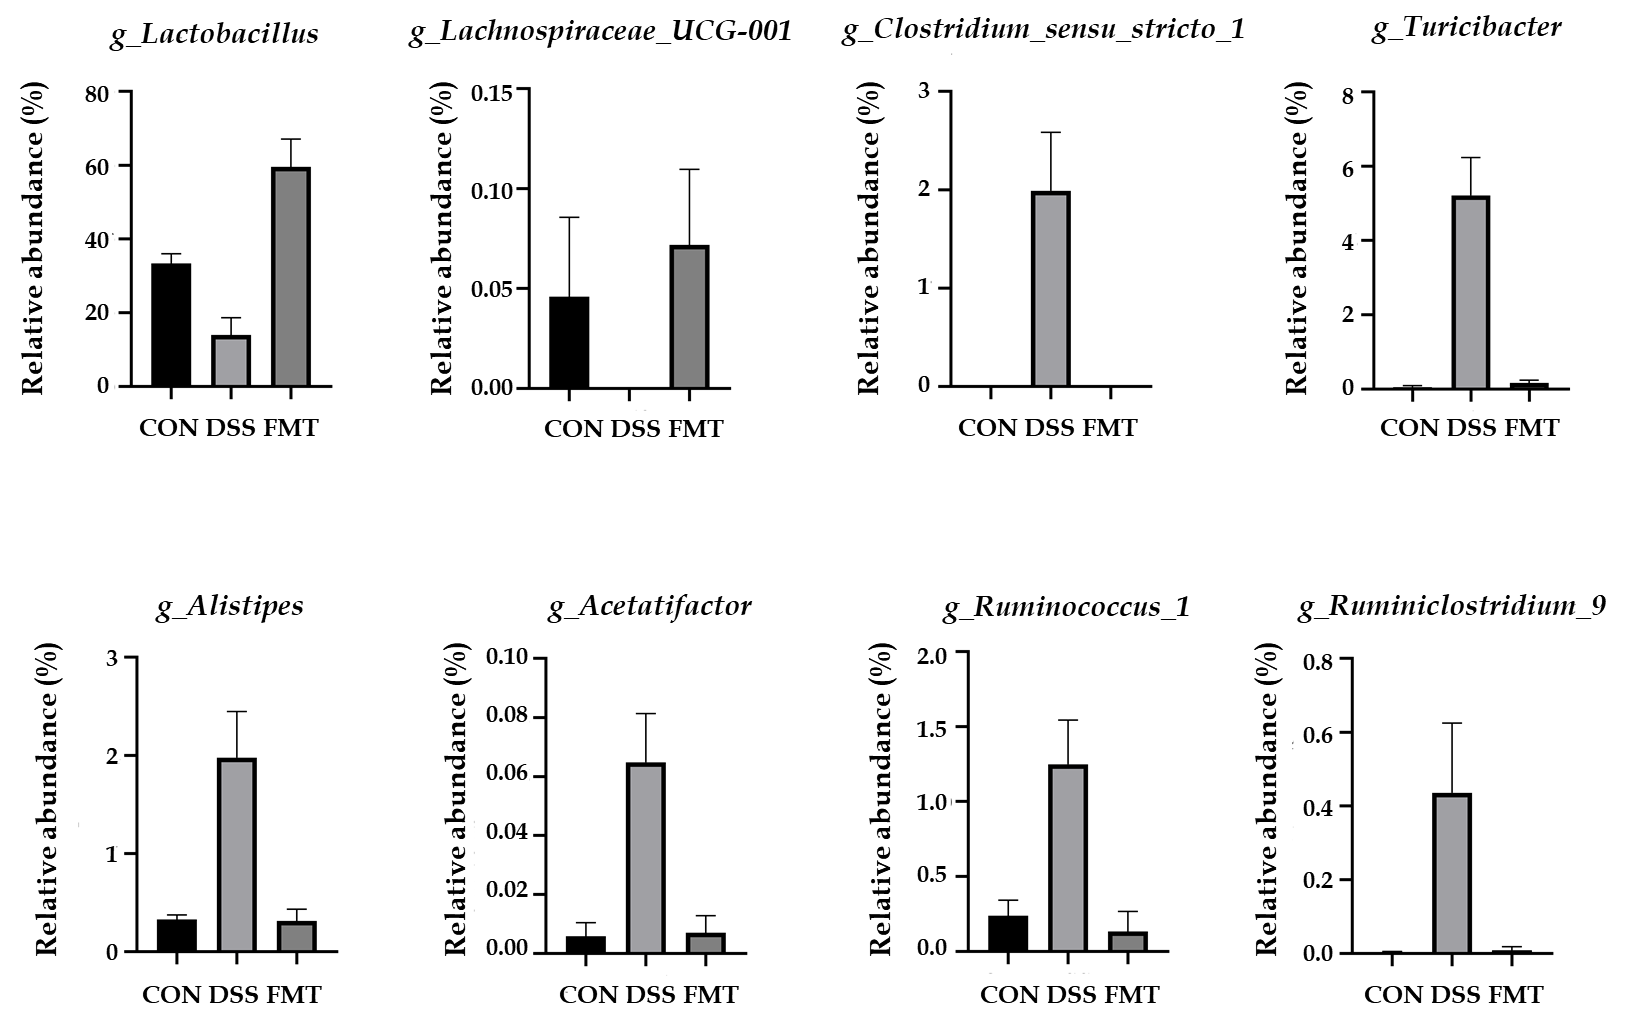 g_Lactobacillus
Relative abundance (%)
80
60
40
20
0
CON DSS FMT
g_Lachnospiraceae_UCG-001
Relative abundance (%)
0.15
0.10
0.05
0.00
CON DSS FMT
g_Clostridium_sensu_stricto_1
Relative abundance (%)
3
2
1
0
CON DSS FMT
g_Turicibacter
Relative abundance (%)
8
6
4
2
0
CON DSS FMT
g_Alistipes
Relative abundance (%)
3
2
1
0
CON DSS FMT
g_Acetatifactor
Relative abundance (%)
0.10
0.08
0.06
0.04
0.02
0.00
CON DSS FMT
g_Ruminococcus_1
Relative abundance (%)
2.0
1.5
1.0
0.5
0.0
CON DSS FMT
g_Ruminiclostridium_9
Relative abundance (%)
0.8
0.6
0.4
0.2
0.0
CON DSS FMT